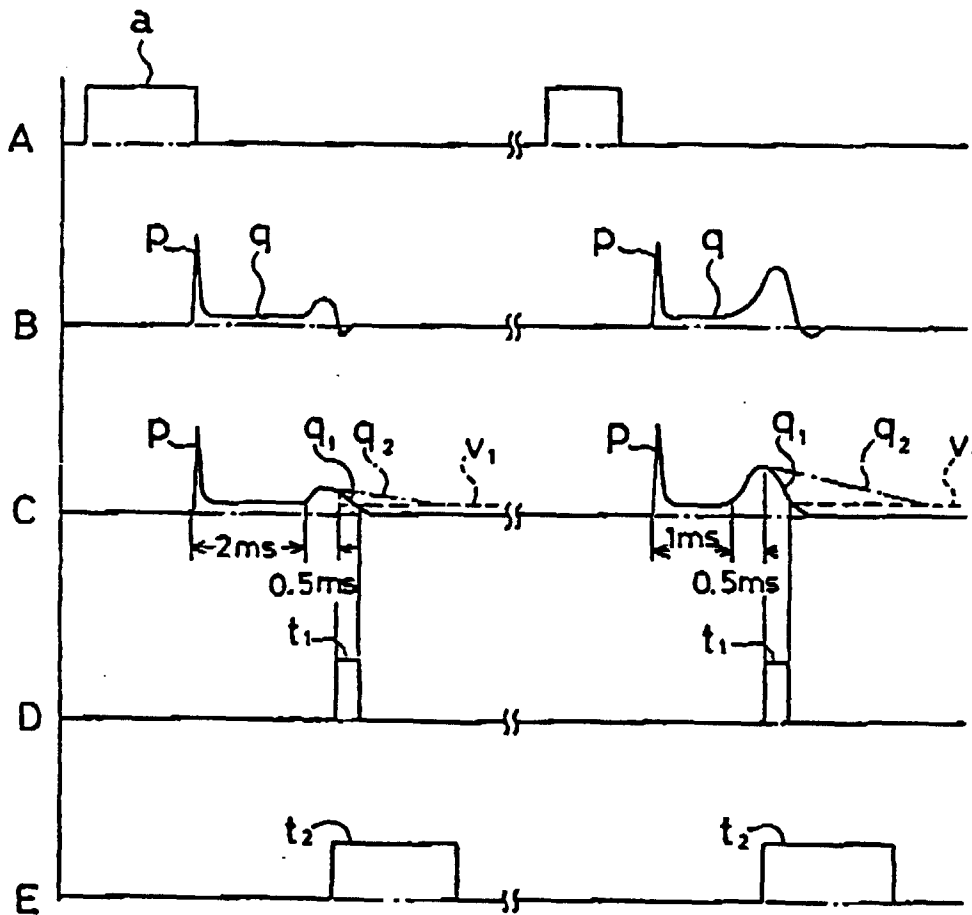 a
A
p q p q
B
p q₁ q₂ v₁ p q₁ q₂ v
C
2ms 1ms
0.5ms 0.5ms
t₁ t₁
D
t₂ t₂
E